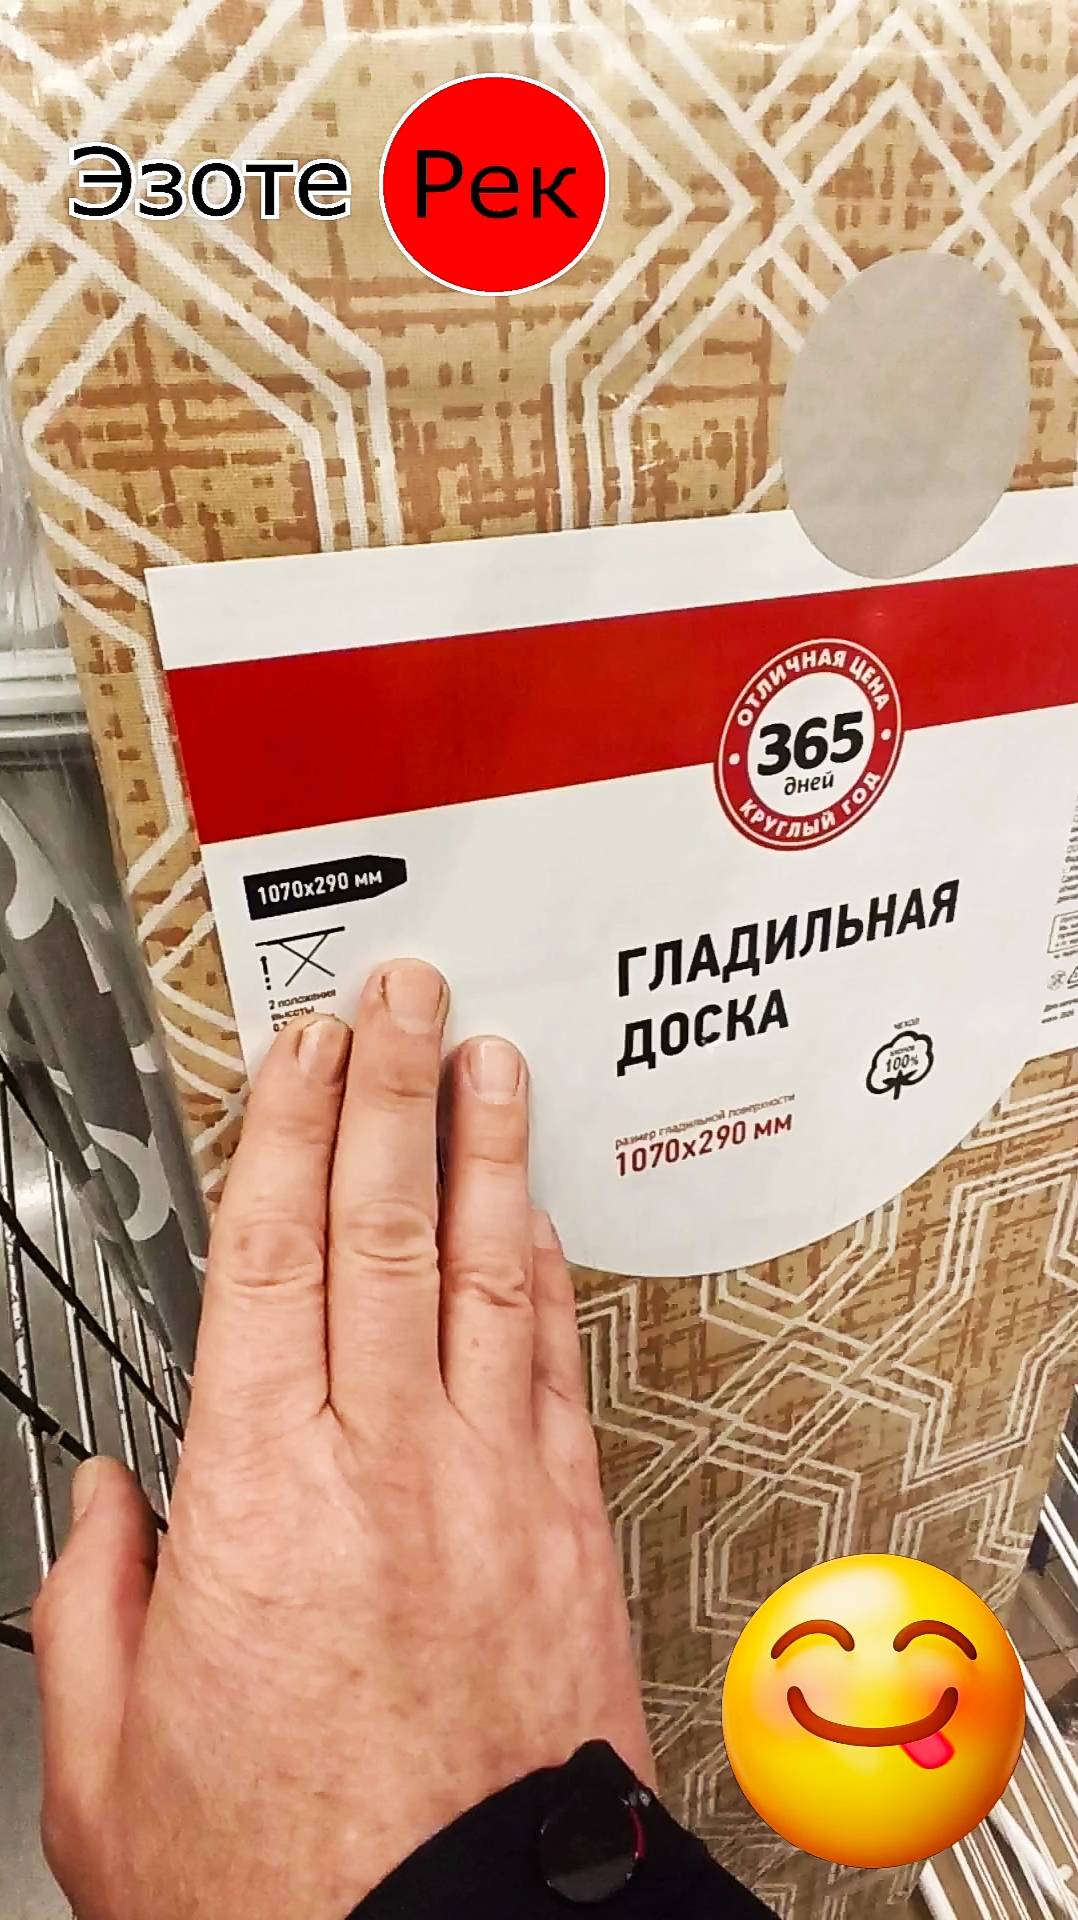 Эзоте Рек
ОТЛИЧНАЯ ЦЕНА
365
дней
КРУГЛЫЙ ГОД
1070х290 мм
2 положения
высоты
ГЛАДИЛЬНАЯ
ДОСКА
ЧЕХОЛ
хлопок
100%
размер гладильной поверхности
1070х290 мм